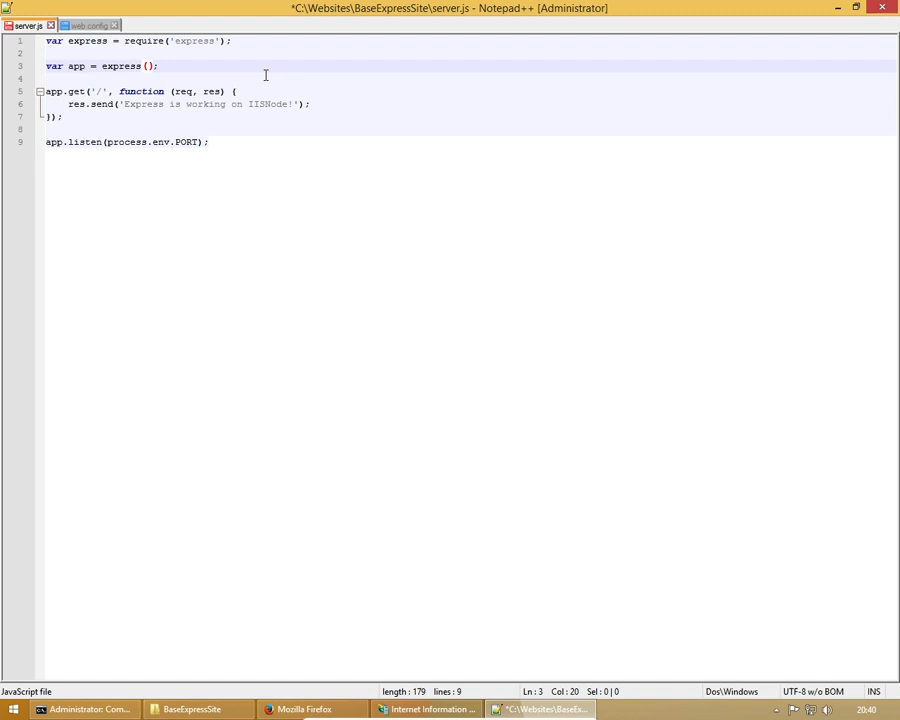 *C:\Websites\BaseExpressSite\server.js - Notepad++ [Administrator]
server.js web.config
1 var express = require('express');
2
3 var app = express();
4
5 app.get('/', function (req, res) {
6 res.send('Express is working on IISNode!');
7 });
8
9 app.listen(process.env.PORT);
JavaScript file length : 179 lines : 9 Ln : 3 Col : 20 Sel : 0 | 0 Dos\Windows UTF-8 w/o BOM INS
Administrator: Com... BaseExpressSite Mozilla Firefox Internet Information ... *C:\Websites\BaseEx... 20:40